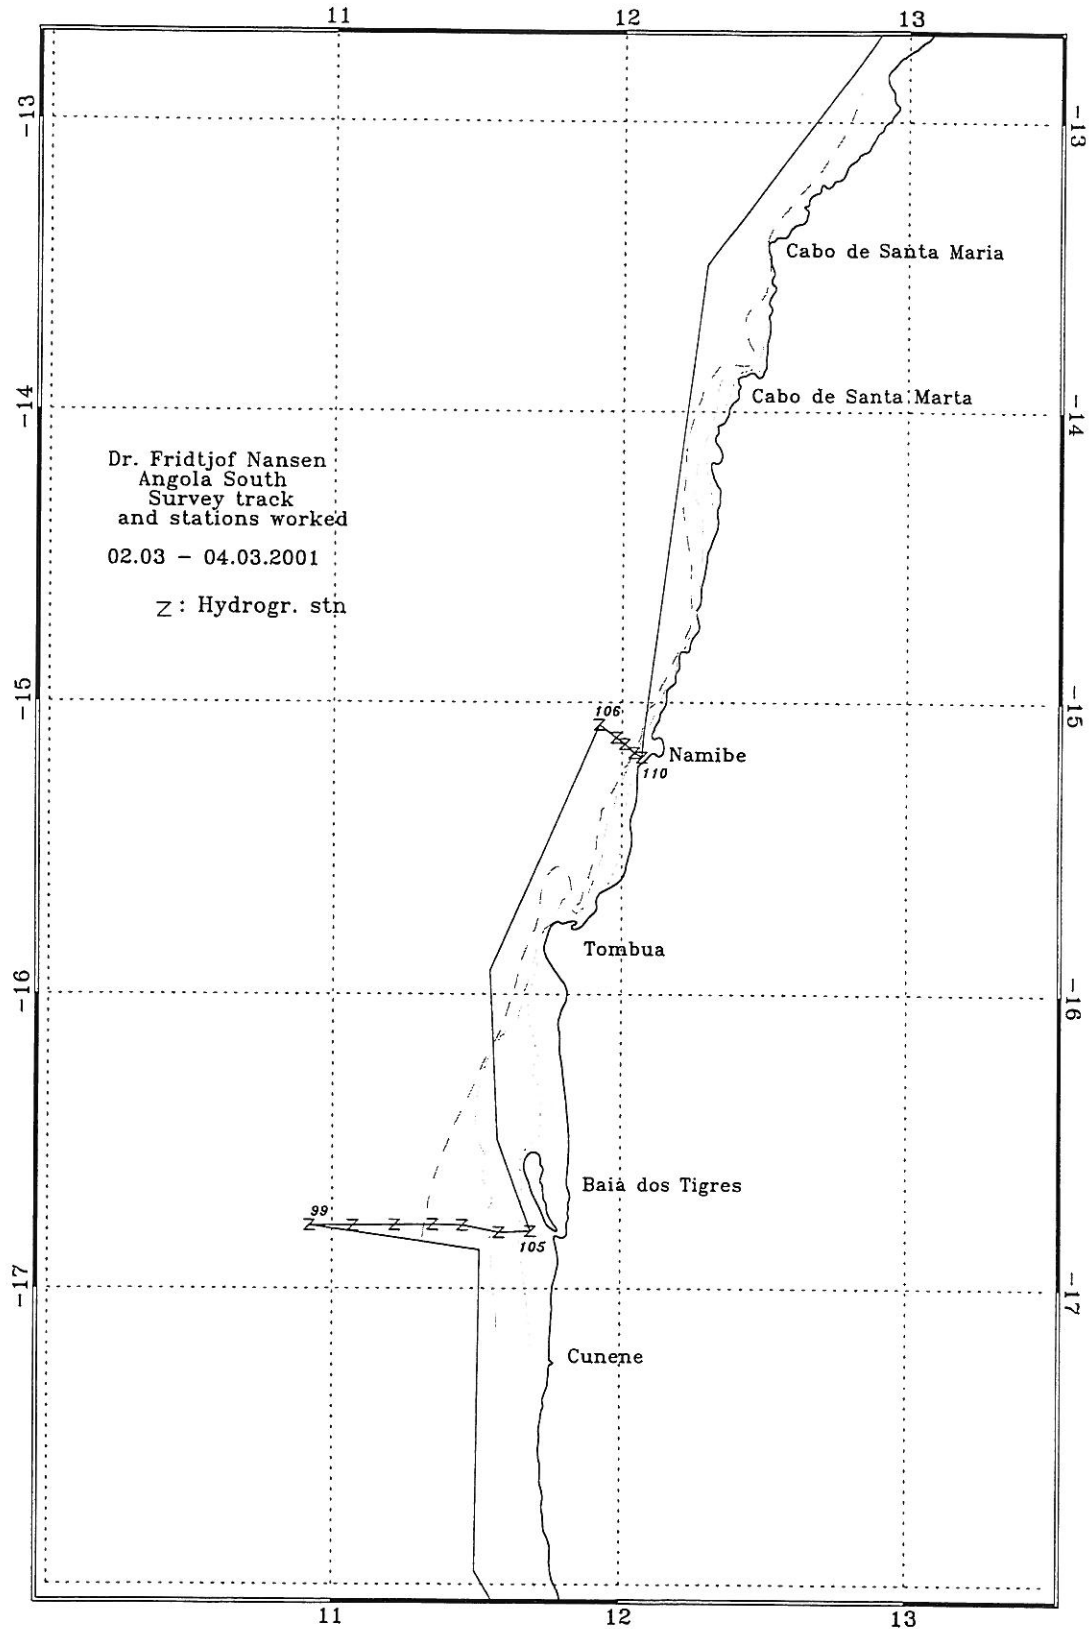 11 12 13
-13 -13
Cabo de Santa Maria
-14 -14
Cabo de Santa Marta
Dr. Fridtjof Nansen
Angola South
Survey track
and stations worked
02.03 - 04.03.2001
Z: Hydrogr. stn
-15 -15
106
Namibe
110
Tombua
-16 -16
Baia dos Tigres
99
105
-17 -17
Cunene
11 12 13